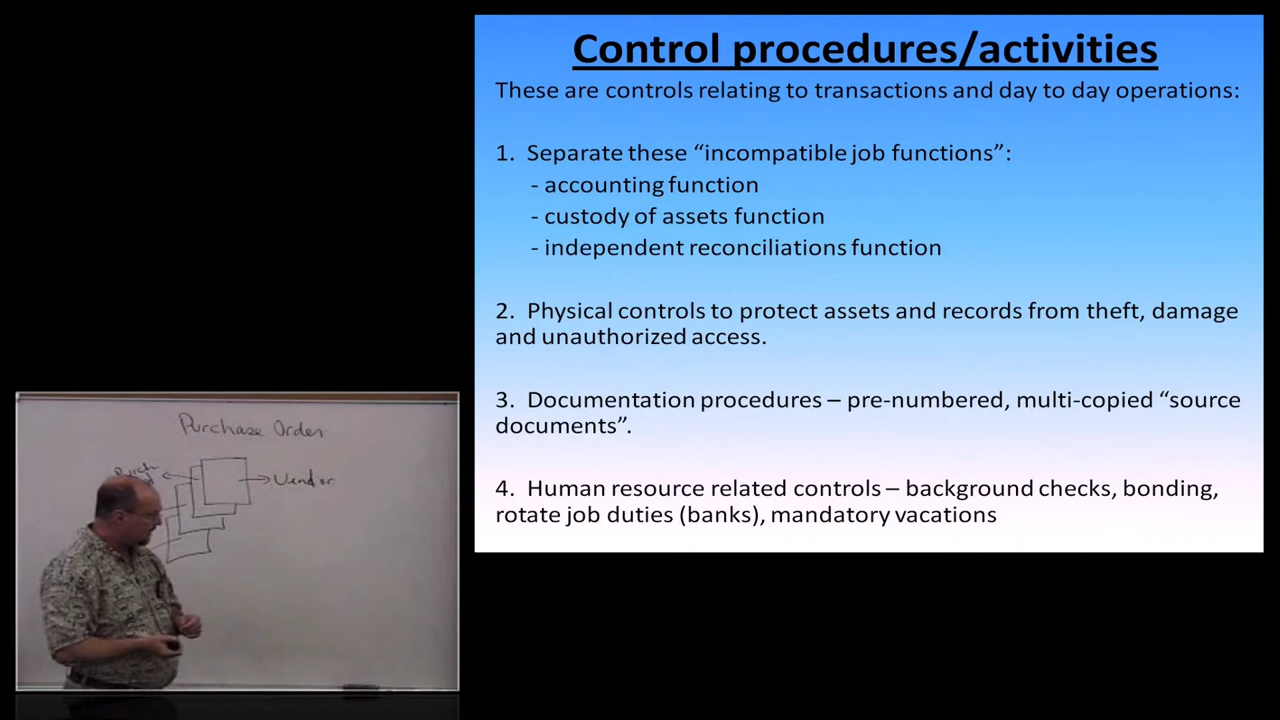 Control procedures/activities
These are controls relating to transactions and day to day operations:
1. Separate these “incompatible job functions”:
- accounting function
- custody of assets function
- independent reconciliations function
2. Physical controls to protect assets and records from theft, damage
and unauthorized access.
3. Documentation procedures – pre-numbered, multi-copied “source
documents”.
4. Human resource related controls – background checks, bonding,
rotate job duties (banks), mandatory vacations
Purchase Order
Purch
Vendor